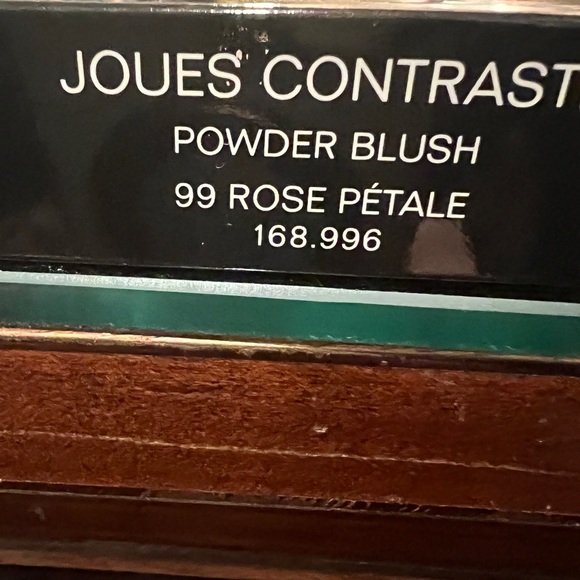 JOUES CONTRAST
POWDER BLUSH
99 ROSE PÉTALE
168.996